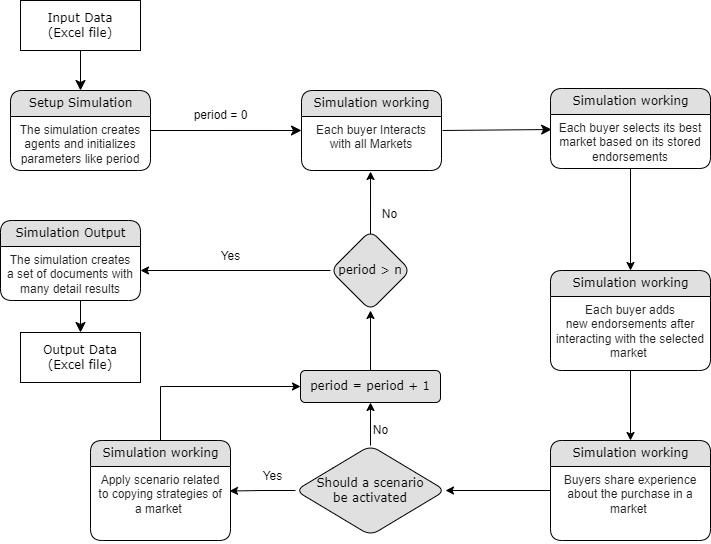 Input Data
(Excel file)
Setup Simulation
The simulation creates
agents and initializes
parameters like period
period = 0
Simulation working
Each buyer Interacts
with all Markets
Simulation working
Each buyer selects its best
market based on its stored
endorsements
No
Simulation Output
The simulation creates
a set of documents with
many detail results
Yes
period > n
Simulation working
Each buyer adds
new endorsements after
interacting with the selected
market
Output Data
(Excel file)
period = period + 1
No
Simulation working
Apply scenario related
to copying strategies of
a market
Yes
Should a scenario
be activated
Simulation working
Buyers share experience
about the purchase in a
market